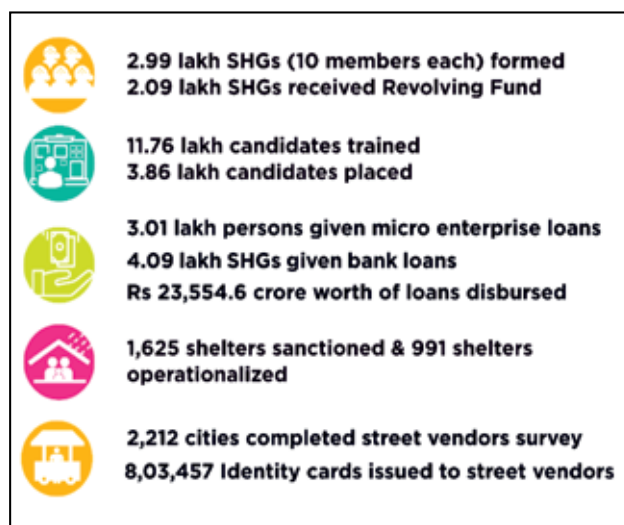 2.99 lakh SHGs (10 members each) formed
2.09 lakh SHGs received Revolving Fund
11.76 lakh candidates trained
3.86 lakh candidates placed
3.01 lakh persons given micro enterprise loans
4.09 lakh SHGs given bank loans
Rs 23,554.6 crore worth of loans disbursed
1,625 shelters sanctioned & 991 shelters
operationalized
2,212 cities completed street vendors survey
8,03,457 Identity cards issued to street vendors